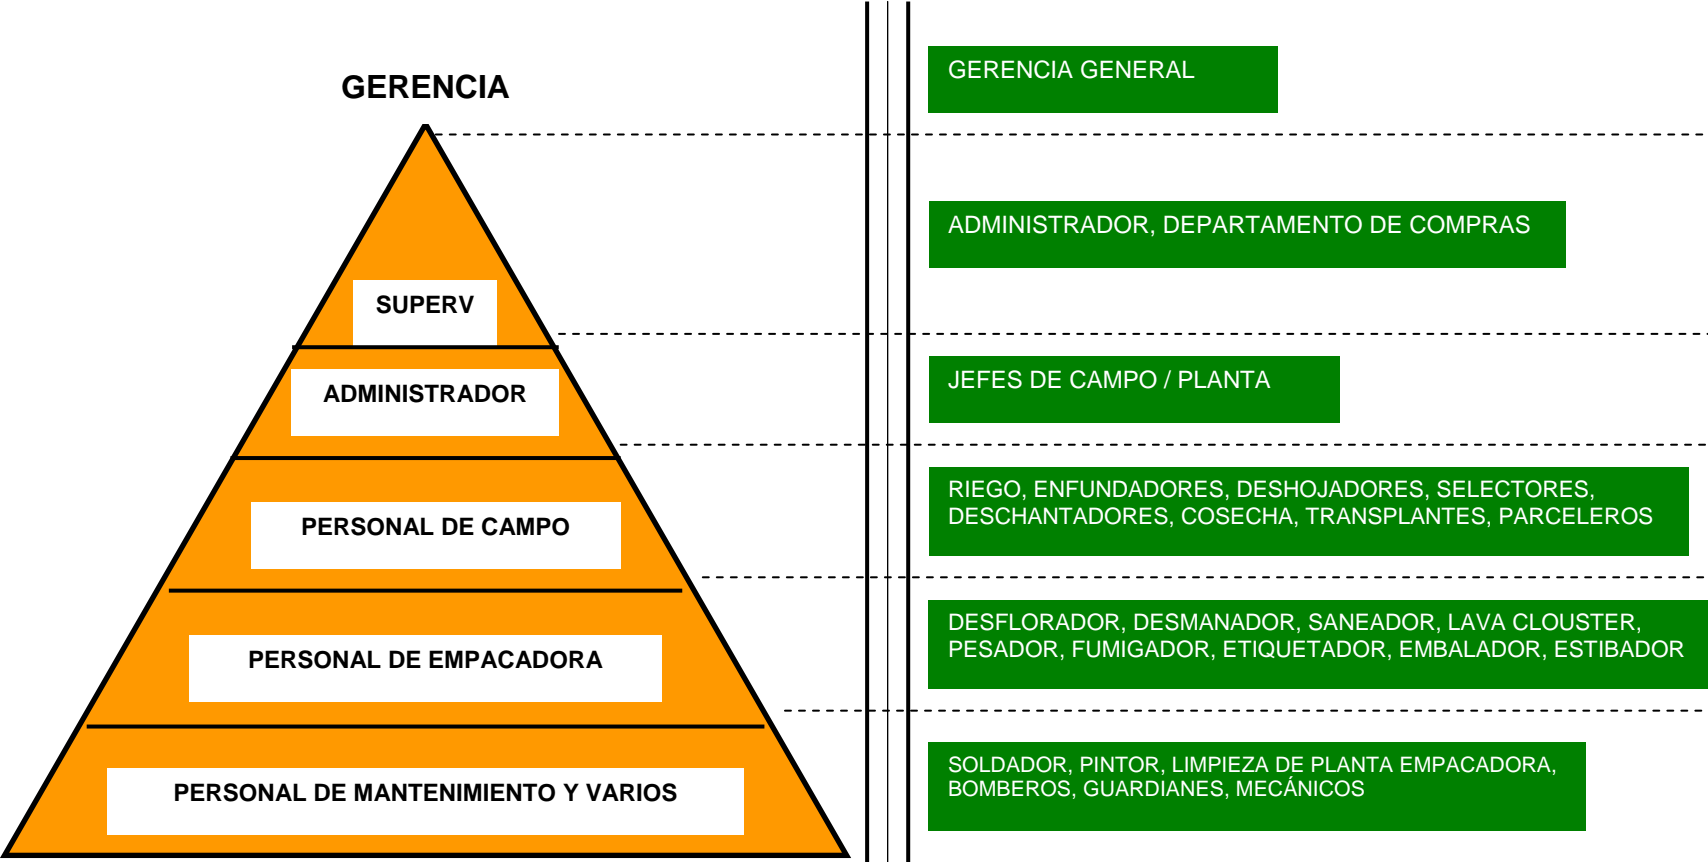 GERENCIA
GERENCIA GENERAL
SUPERV
ADMINISTRADOR, DEPARTAMENTO DE COMPRAS
ADMINISTRADOR
JEFES DE CAMPO / PLANTA
PERSONAL DE CAMPO
RIEGO, ENFUNDADORES, DESHOJADORES, SELECTORES,
DESCHANTADORES, COSECHA, TRANSPLANTES, PARCELEROS
PERSONAL DE EMPACADORA
DESFLORADOR, DESMANADOR, SANEADOR, LAVA CLOUSTER,
PESADOR, FUMIGADOR, ETIQUETADOR, EMBALADOR, ESTIBADOR
PERSONAL DE MANTENIMIENTO Y VARIOS
SOLDADOR, PINTOR, LIMPIEZA DE PLANTA EMPACADORA,
BOMBEROS, GUARDIANES, MECÁNICOS